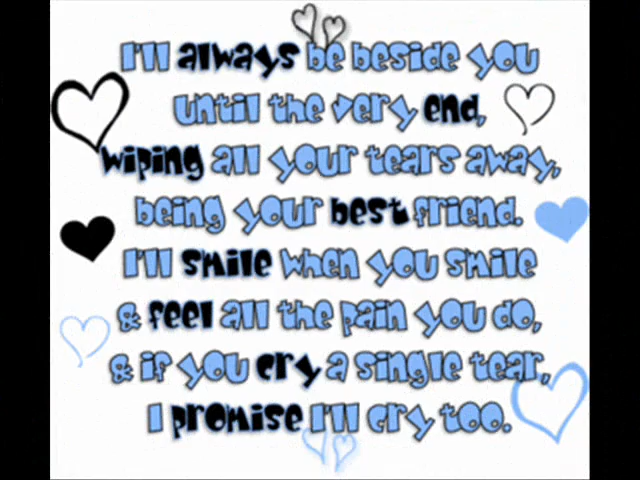 I'll always be beside you
until the very end,
wiping all your tears away,
being your best friend.
I'll smile when you smile
& feel all the pain you do,
& if you cry a single tear,
I promise I'll cry too.